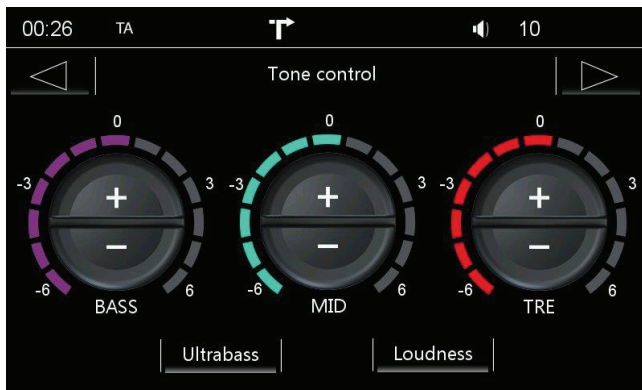 00:26 TA 10
Tone control
0 0 0
-3 3 -3 3 -3 3
+ + +
− − −
-6 6 -6 6 -6 6
BASS MID TRE
Ultrabass Loudness